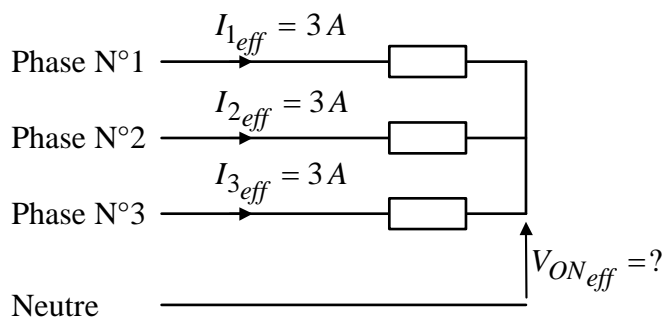 I1eff = 3 A
Phase N°1
I2eff = 3 A
Phase N°2
I3eff = 3 A
Phase N°3
VONeff = ?
Neutre